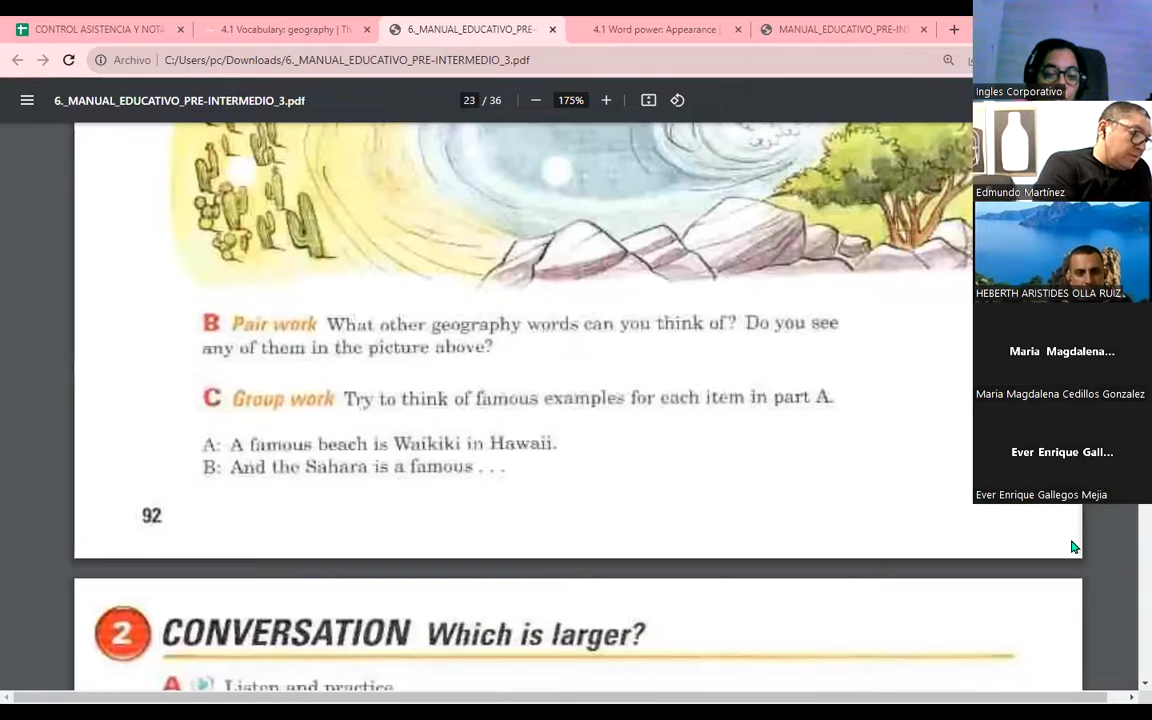 CONTROL ASISTENCIA Y NOTA
4.1 Vocabulary: geography | Th
6._MANUAL_EDUCATIVO_PRE-
4.1 Word power: Appearance
MANUAL_EDUCATIVO_PRE-INT
Archivo C:/Users/pc/Downloads/6._MANUAL_EDUCATIVO_PRE-INTERMEDIO_3.pdf
6._MANUAL_EDUCATIVO_PRE-INTERMEDIO_3.pdf
23 / 36
175%
Ingles Corporativo
Edmundo Martínez
HEBERTH ARISTIDES OLLA RUIZ
Maria Magdalena...
Maria Magdalena Cedillos Gonzalez
Ever Enrique Gall...
Ever Enrique Gallegos Mejia
B Pair work What other geography words can you think of? Do you see
any of them in the picture above?
C Group work Try to think of famous examples for each item in part A.
A: A famous beach is Waikiki in Hawaii.
B: And the Sahara is a famous . . .
92
2 CONVERSATION Which is larger?
A Listen and practice